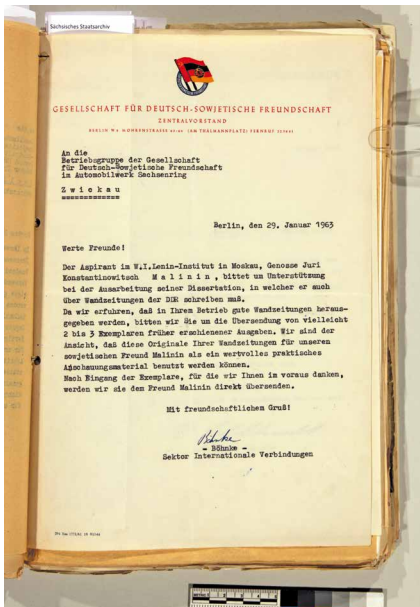 Sächsisches Staatsarchiv
GESELLSCHAFT FÜR DEUTSCH-SOWJETISCHE FREUNDSCHAFT
ZENTRALVORSTAND
BERLIN W 8 MOHRENSTRASSE (AM THÄLMANNPLATZ) FERNRUF
An die
Betriebsgruppe der Gesellschaft
für Deutsch-Sowjetische Freundschaft
im Automobilwerk Sachsenring
Z w i c k a u
=============
Berlin, den 29. Januar 1963
Werte Freunde!
Der Aspirant im W.I.Lenin-Institut in Moskau, Genosse Juri
Konstantinowitsch M a l i n i n , bittet um Unterstützung
bei der Ausarbeitung seiner Dissertation, in welcher er auch
über Wandzeitungen der DDR schreiben muß.
Da wir erfuhren, daß in Ihrem Betrieb gute Wandzeitungen heraus-
gegeben werden, bitten wir Sie um die Übersendung von vielleicht
2 bis 3 Exemplaren früher erschienener Ausgaben. Wir sind der
Ansicht, daß diese Originale Ihrer Wandzeitungen für unseren
sowjetischen Freund Malinin als ein wertvolles praktisches
Anschauungsmaterial benutzt werden können.
Nach Eingang der Exemplare, für die wir Ihnen im voraus danken,
werden wir sie dem Freund Malinin direkt übersenden.
Mit freundschaftlichem Gruß!
Böhnke
- Böhnke -
Sektor Internationale Verbindungen